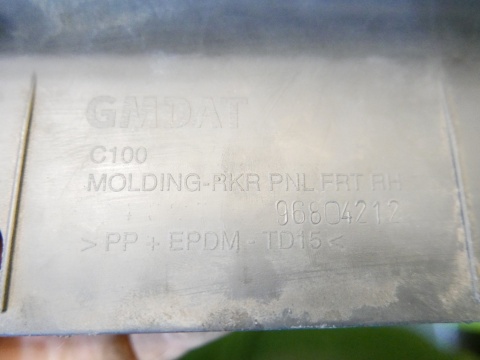 GMDAT
C100
MOLDING-RKR PNL FRT RH
96804212
>PP + EPDM - TD15<